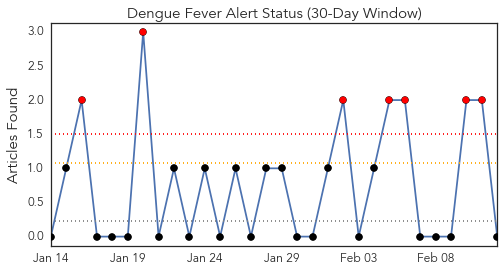 Dengue Fever Alert Status (30-Day Window)
Articles Found
3.0
2.5
2.0
1.5
1.0
0.5
0.0
Jan 14 Jan 19 Jan 24 Jan 29 Feb 03 Feb 08